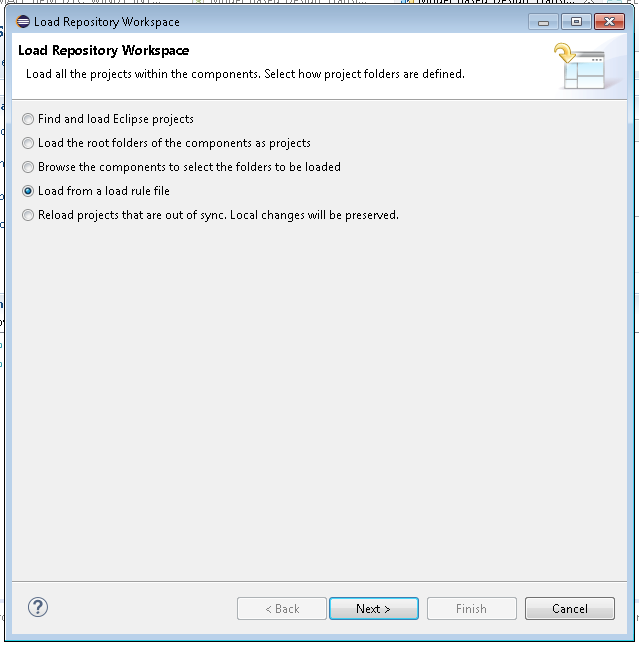 Load Repository Workspace
Load Repository Workspace
Load all the projects within the components. Select how project folders are defined.
Find and load Eclipse projects
Load the root folders of the components as projects
Browse the components to select the folders to be loaded
Load from a load rule file
Reload projects that are out of sync. Local changes will be preserved.
?
< Back
Next >
Finish
Cancel